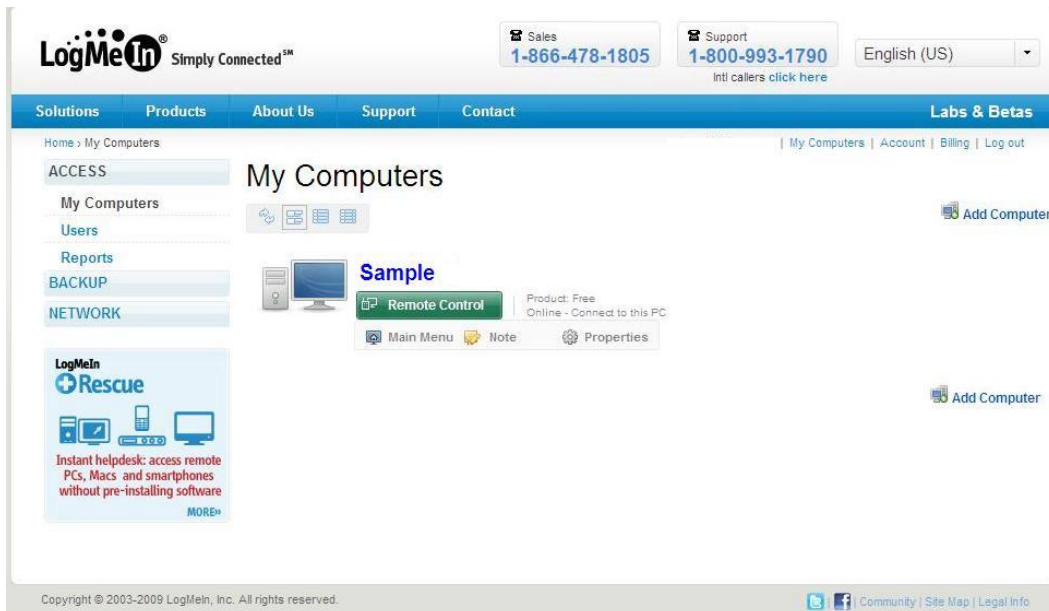 LogMeIn® Simply Connected℠
Sales
1-866-478-1805
Support
1-800-993-1790
Intl callers click here
English (US)
Solutions Products About Us Support Contact Labs & Betas
Home › My Computers
| My Computers | Account | Billing | Log out
ACCESS
My Computers
Users
Reports
BACKUP
NETWORK
LogMeIn
Rescue
Instant helpdesk: access remote
PCs, Macs and smartphones
without pre-installing software
MORE»
My Computers
Add Computer
Sample
Remote Control
Product: Free
Online - Connect to this PC
Main Menu Note Properties
Add Computer
Copyright © 2003-2009 LogMeIn, Inc. All rights reserved.
| Community | Site Map | Legal Info